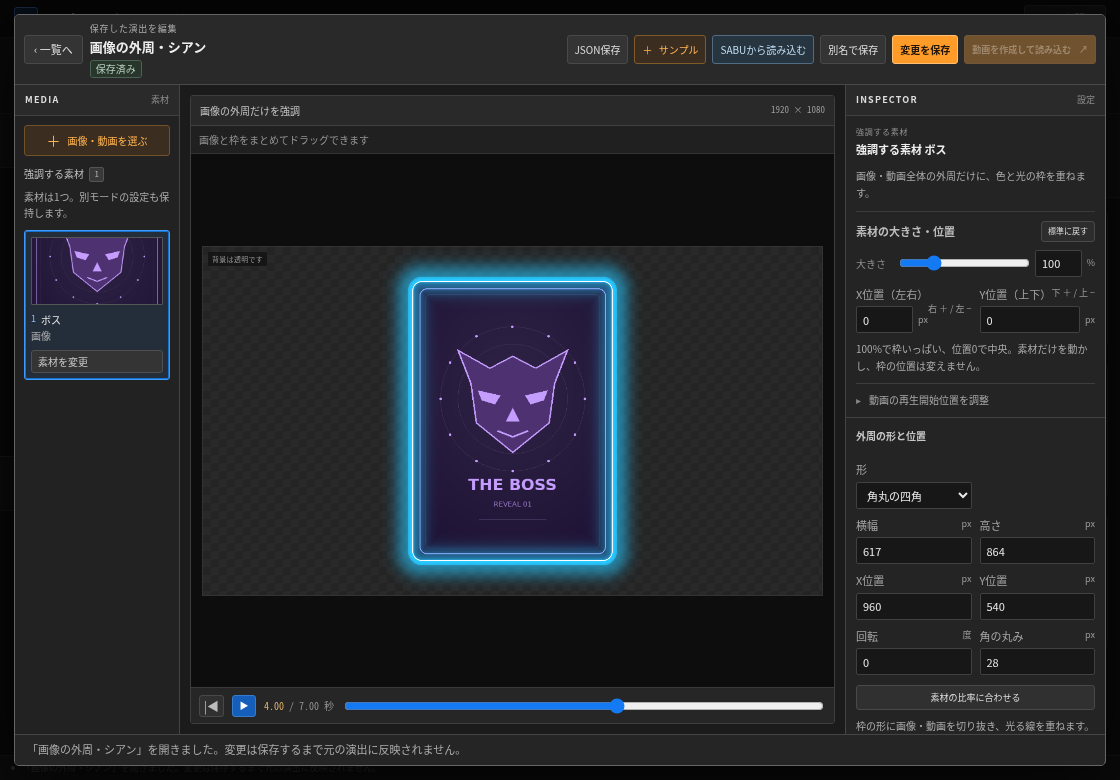 保存した演出を編集
‹ 一覧へ
画像の外周・シアン
保存済み
JSON保存
＋ サンプル
SABUから読み込む
別名で保存
変更を保存
動画を作成して読み込む ↗
MEDIA
素材
＋ 画像・動画を選ぶ
強調する素材 1
素材は1つ。別モードの設定も保
持します。
1 ボス
画像
素材を変更
画像の外周だけを強調
1920 × 1080
画像と枠をまとめてドラッグできます
背景は透明です
THE BOSS
REVEAL 01
4.00 / 7.00 秒
INSPECTOR
設定
強調する素材
強調する素材 ボス
画像・動画全体の外周だけに、色と光の枠を重ねま
す。
素材の大きさ・位置
標準に戻す
大きさ
100
%
X位置（左右）
右 + / 左 −
Y位置（上下）
下 + / 上 −
0
px
0
px
100%で枠いっぱい、位置0で中央。素材だけを動か
し、枠の位置は変えません。
▸ 動画の再生開始位置を調整
外周の形と位置
形
角丸の四角
横幅 px
高さ px
617
864
X位置 px
Y位置 px
960
540
回転 度
角の丸み px
0
28
素材の比率に合わせる
枠の形に画像・動画を切り抜き、光る線を重ねます。
「画像の外周・シアン」を開きました。変更は保存するまで元の演出に反映されません。